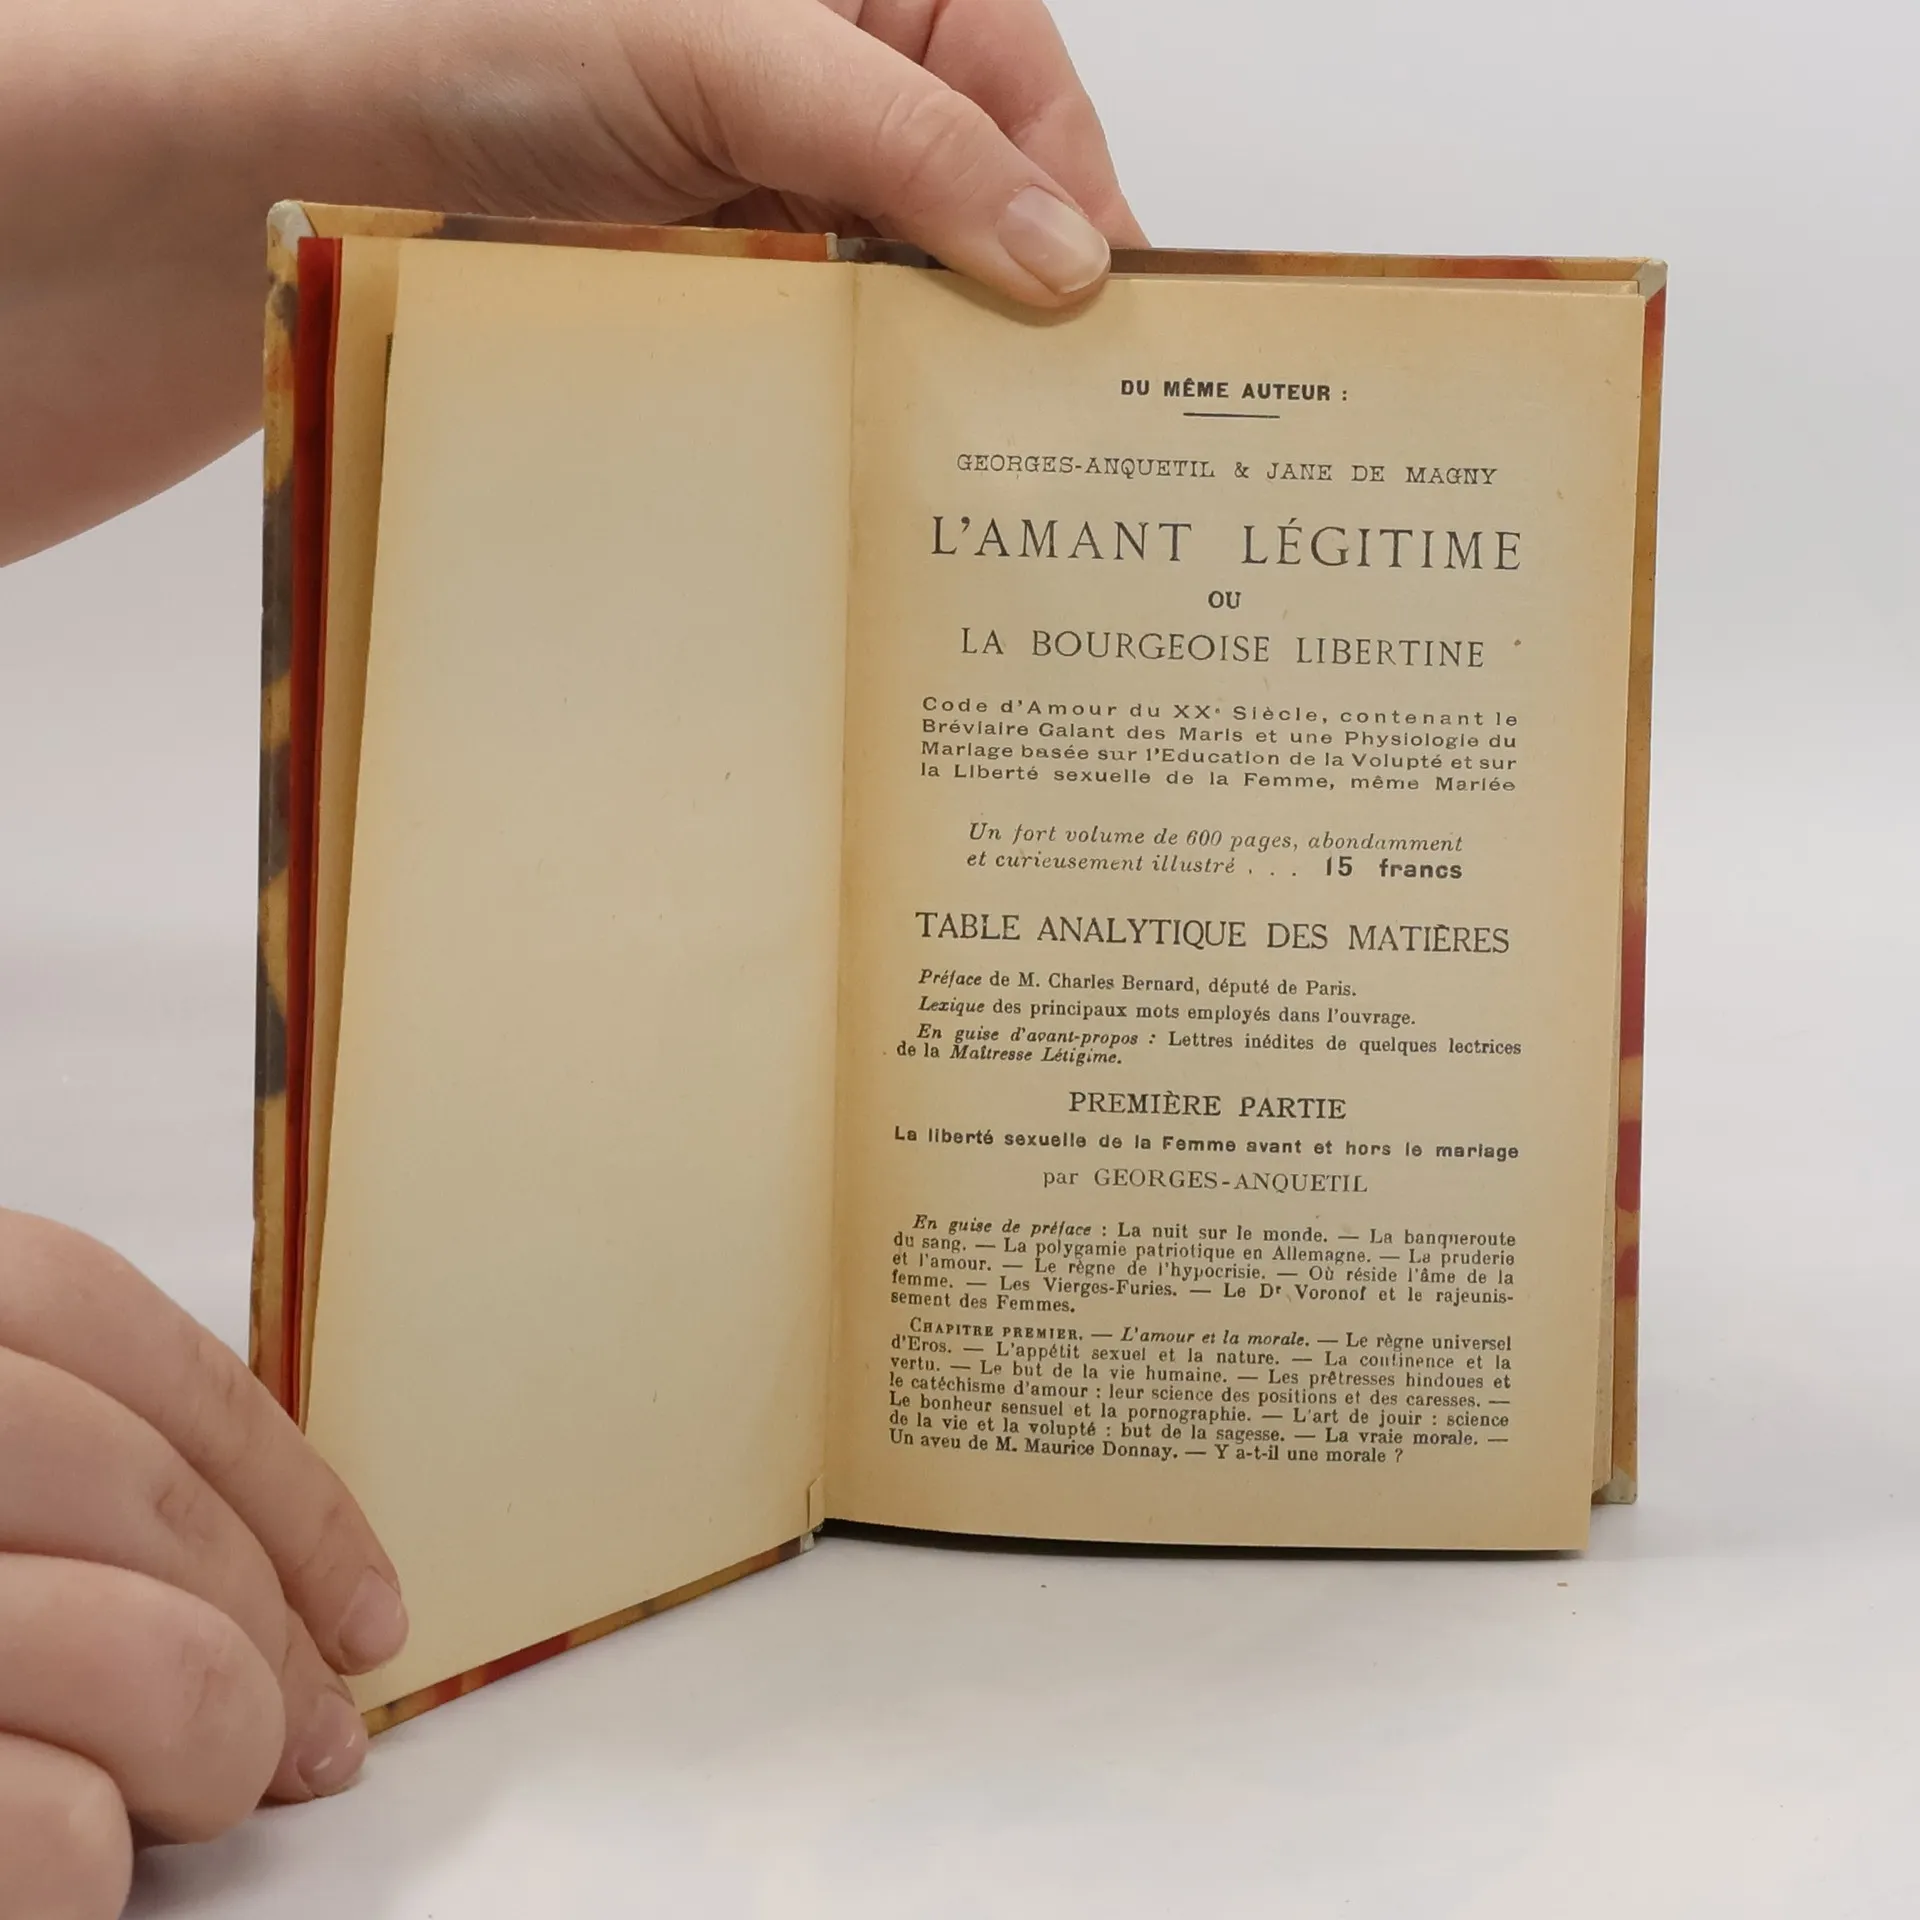 DU MÊME AUTEUR :
GEORGES-ANQUETIL & JANE DE MAGNY
L'AMANT LÉGITIME
OU
LA BOURGEOISE LIBERTINE
Code d'Amour du XXe Siècle, contenant le
Bréviaire Galant des Maris et une Physiologie du
Mariage basée sur l'Education de la Volupté et sur
la Liberté sexuelle de la Femme, même Mariée
Un fort volume de 600 pages, abondamment
et curieusement illustré . . . 15 francs
TABLE ANALYTIQUE DES MATIÈRES
Préface de M. Charles Bernard, député de Paris.
Lexique des principaux mots employés dans l'ouvrage.
En guise d'avant-propos : Lettres inédites de quelques lectrices
de la Maîtresse Létigime.
PREMIÈRE PARTIE
La liberté sexuelle de la Femme avant et hors le mariage
par GEORGES-ANQUETIL
En guise de préface : La nuit sur le monde. — La banqueroute
du sang. — La polygamie patriotique en Allemagne. — La pruderie
et l'amour. — Le règne de l'hypocrisie. — Où réside l'âme de la
femme. — Les Vierges-Furies. — Le Dr Voronof et le rajeunis-
sement des Femmes.
CHAPITRE PREMIER. — L'amour et la morale. — Le règne universel
d'Eros. — L'appétit sexuel et la nature. — La continence et la
vertu. — Le but de la vie humaine. — Les prêtresses hindoues et
le catéchisme d'amour : leur science des positions et des caresses. —
Le bonheur sensuel et la pornographie. — L'art de jouir : science
de la vie et la volupté : but de la sagesse. — La vraie morale. —
Un aveu de M. Maurice Donnay. — Y a-t-il une morale ?